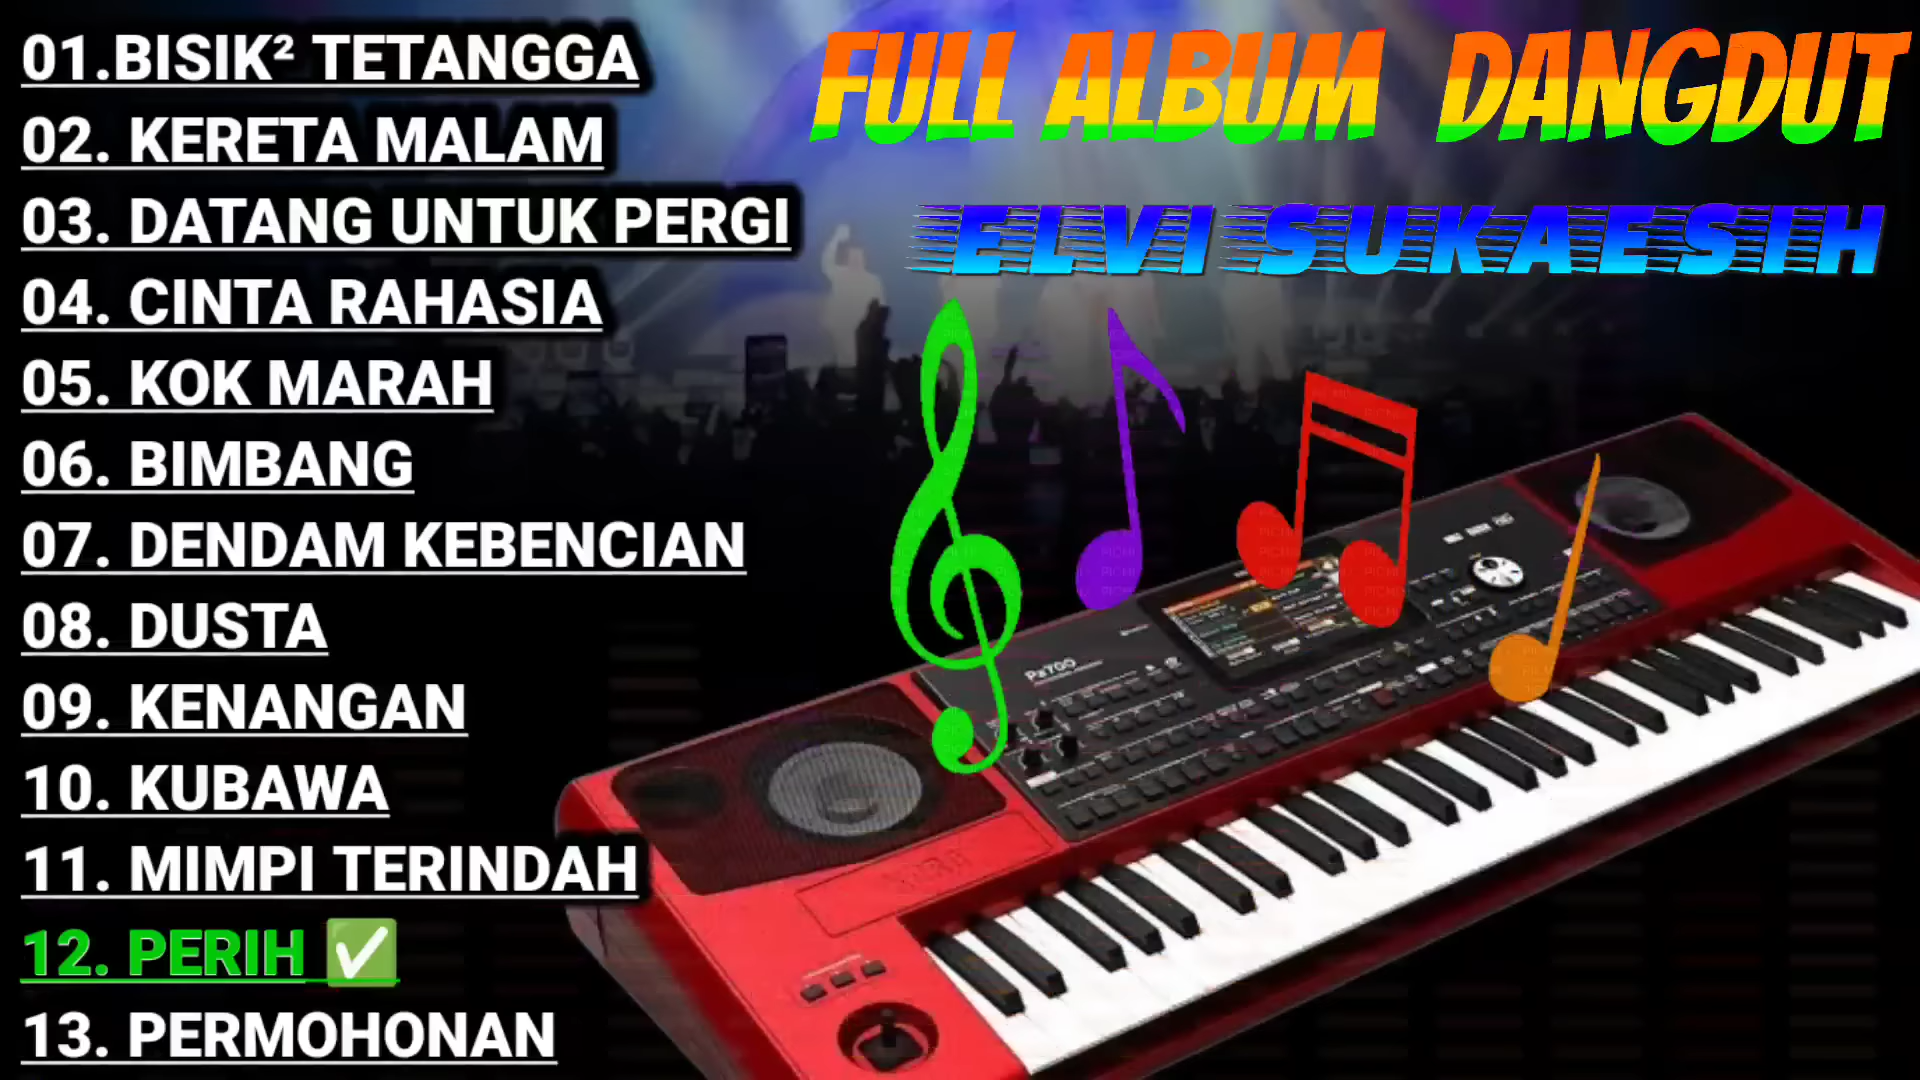 01.BISIK² TETANGGA
02. KERETA MALAM
03. DATANG UNTUK PERGI
04. CINTA RAHASIA
05. KOK MARAH
06. BIMBANG
07. DENDAM KEBENCIAN
08. DUSTA
09. KENANGAN
10. KUBAWA
11. MIMPI TERINDAH
12. PERIH ✅
13. PERMOHONAN
FULL ALBUM DANGDUT
ELVI SUKAESIH
Pa700